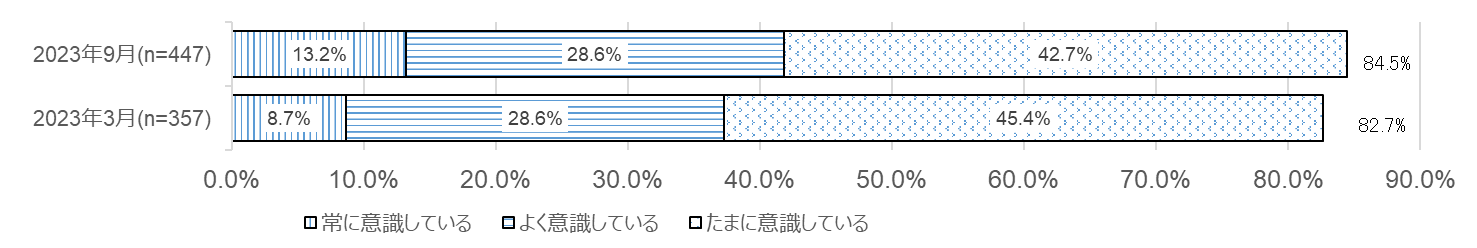 2023年9月(n=447) 13.2% 28.6% 42.7% 84.5%
2023年3月(n=357) 8.7% 28.6% 45.4% 82.7%
0.0% 10.0% 20.0% 30.0% 40.0% 50.0% 60.0% 70.0% 80.0% 90.0%
常に意識している よく意識している たまに意識している